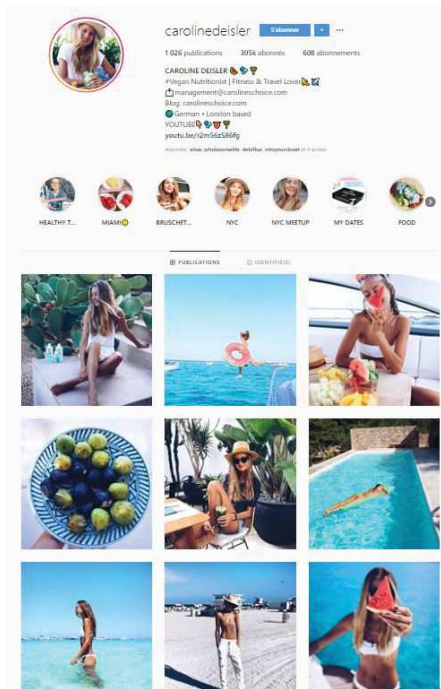 carolinedeisler S'abonner
1 026 publications 305k abonnés 608 abonnements
CAROLINE DEISLER
#Vegan Nutritionist | Fitness & Travel Lover
management@carolineschoice.com
Blog: carolineschoice.com
German • London based
YOUTUBE
youtu.be/r2m56zS86fg
HEALTHY T... MIAMI BRUSCHET... NYC NYC MEETUP MY DATES FOOD
PUBLICATIONS IDENTIFIÉ(E)